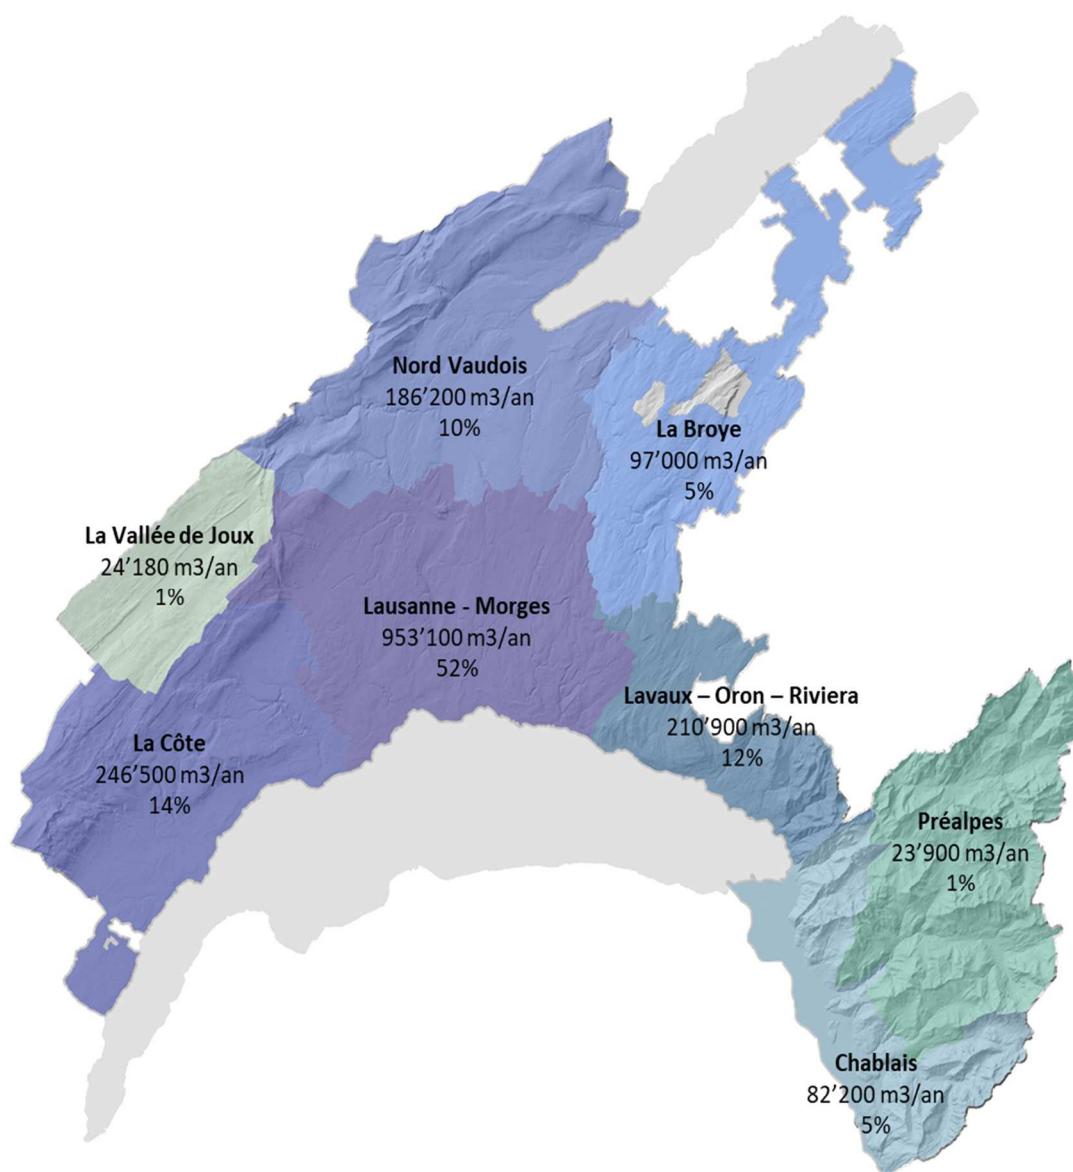 Nord Vaudois
186’200 m3/an
10%
La Broye
97’000 m3/an
5%
La Vallée de Joux
24’180 m3/an
1%
Lausanne - Morges
953’100 m3/an
52%
Lavaux – Oron – Riviera
210’900 m3/an
12%
La Côte
246’500 m3/an
14%
Préalpes
23’900 m3/an
1%
Chablais
82’200 m3/an
5%